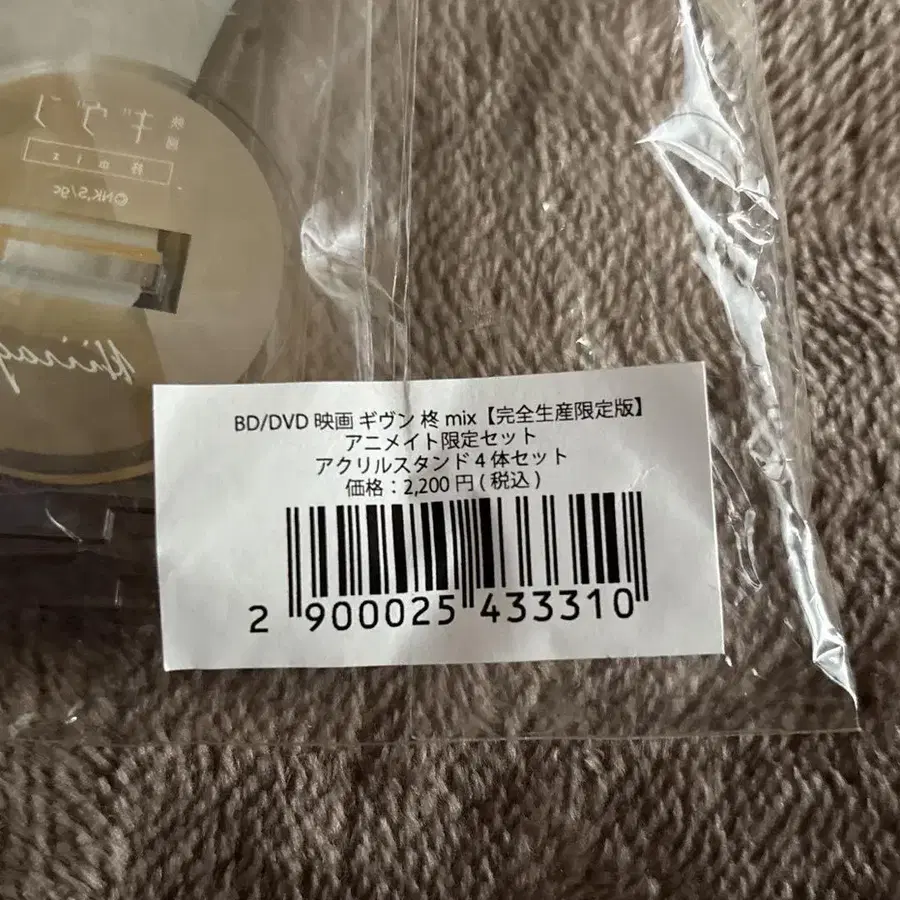 映画
ギヴン
柊 mix
©NK,S/gc
BD/DVD 映画 ギヴン 柊 mix【完全生産限定版】
アニメイト限定セット
アクリルスタンド4体セット
価格：2,200 円 ( 税込 )
2 900025 433310